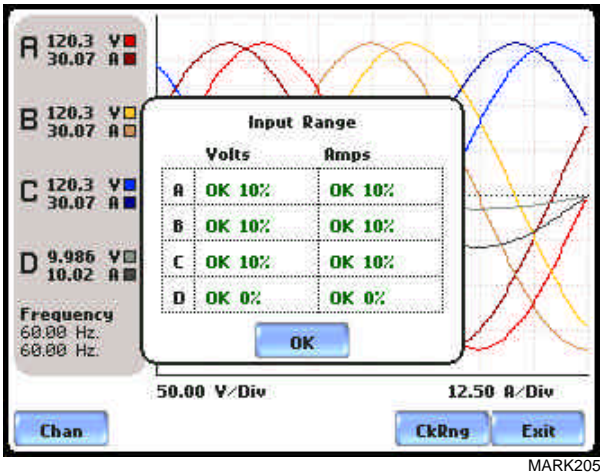 A 120.3 V
30.07 A
B 120.3 V
30.07 A
C 120.3 V
30.07 A
D 9.986 V
10.02 A
Frequency
60.00 Hz.
60.00 Hz.
Input Range
Volts Amps
A OK 10% OK 10%
B OK 10% OK 10%
C OK 10% OK 10%
D OK 0% OK 0%
OK
50.00 V/Div 12.50 A/Div
Chan CkRng Exit
MARK205